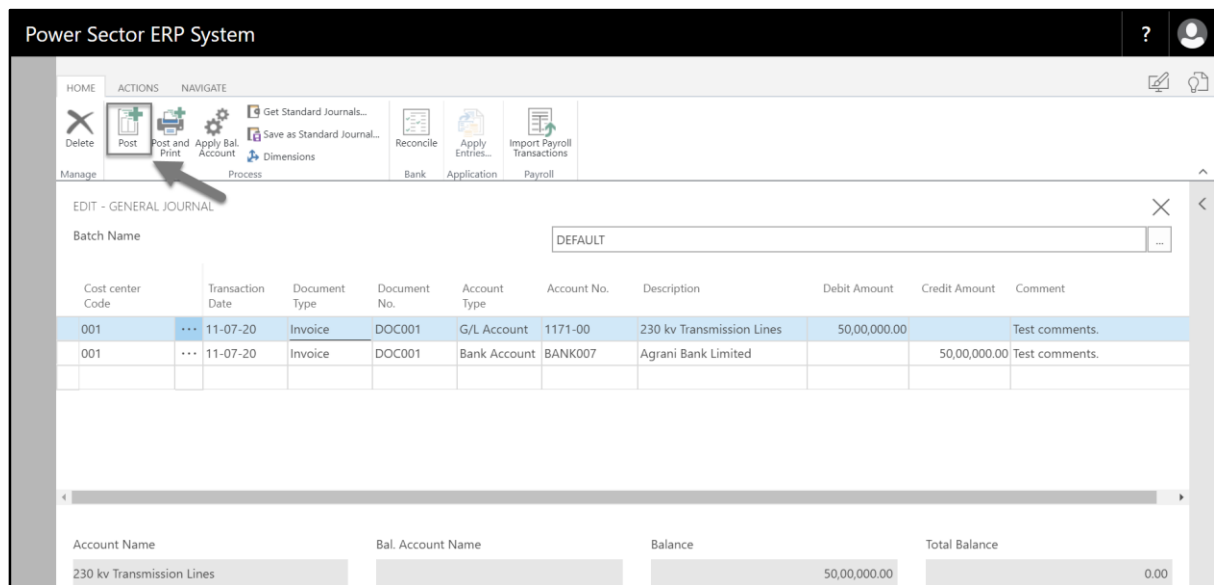 Power Sector ERP System ?
HOME ACTIONS NAVIGATE
Delete
Post
Post and
Print
Apply Bal.
Account
Get Standard Journals...
Save as Standard Journal...
Dimensions
Reconcile
Apply
Entries...
Import Payroll
Transactions
Manage Process Bank Application Payroll
EDIT - GENERAL JOURNAL
Batch Name DEFAULT ...
Cost center
Code
Transaction
Date
Document
Type
Document
No.
Account
Type
Account No. Description Debit Amount Credit Amount Comment
001 ... 11-07-20 Invoice DOC001 G/L Account 1171-00 230 kv Transmission Lines 50,00,000.00
Test comments.
001 ... 11-07-20 Invoice DOC001 Bank Account BANK007 Agrani Bank Limited 50,00,000.00 Test comments.
Account Name Bal. Account Name Balance Total Balance
230 kv Transmission Lines 50,00,000.00 0.00